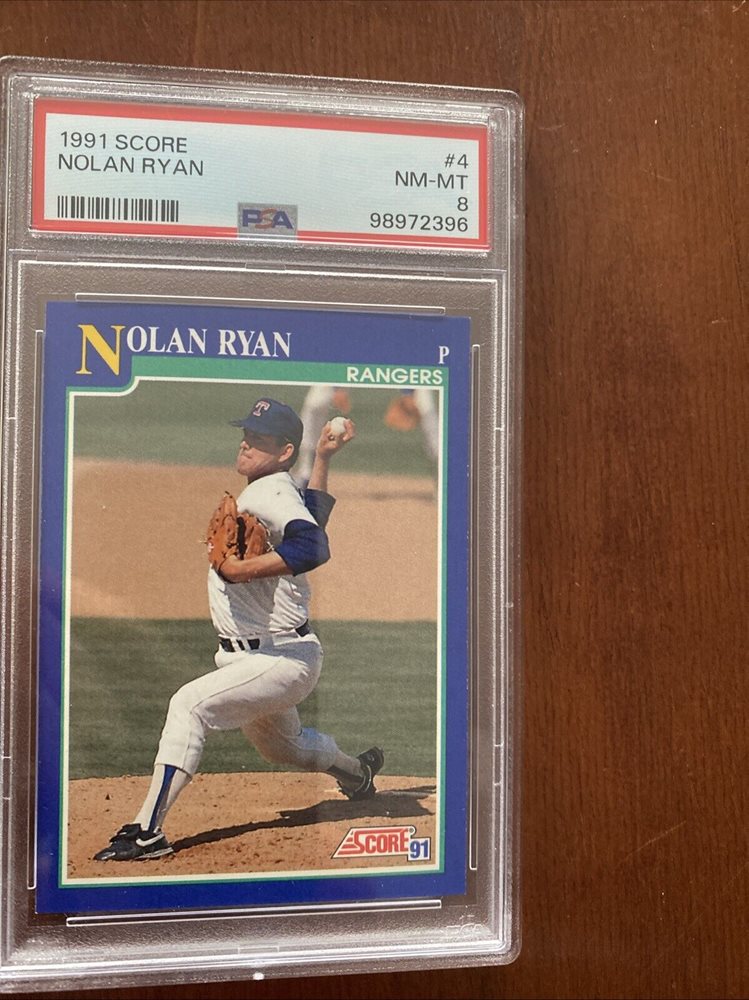 1991 SCORE #4
NOLAN RYAN NM-MT
8
PSA 98972396
NOLAN RYAN P
RANGERS
T
SCORE® 91